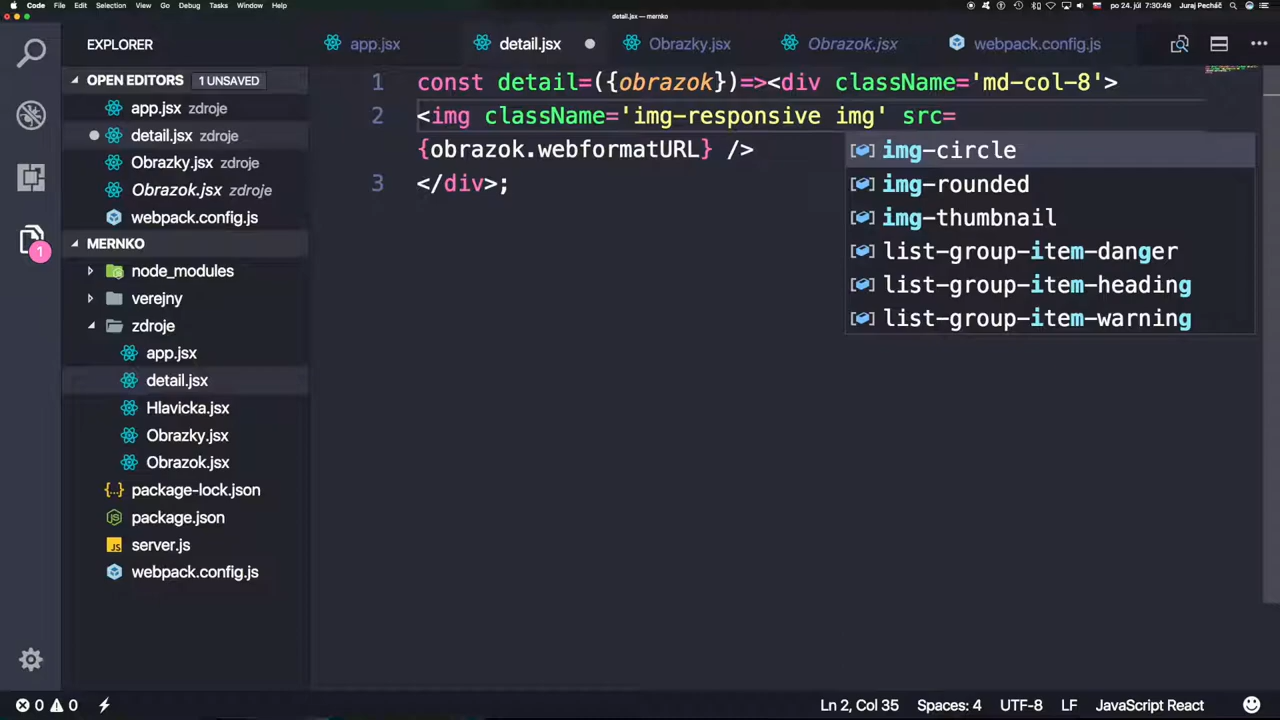 Code File Edit Selection View Go Debug Tasks Window Help
po 24. júl 7:30:49 Juraj Pecháč
detail.jsx — mernko
EXPLORER
app.jsx
detail.jsx
Obrazky.jsx
Obrazok.jsx
webpack.config.js
OPEN EDITORS 1 UNSAVED
app.jsx zdroje
detail.jsx zdroje
Obrazky.jsx zdroje
Obrazok.jsx zdroje
webpack.config.js
MERNKO
node_modules
verejny
zdroje
app.jsx
detail.jsx
Hlavicka.jsx
Obrazky.jsx
Obrazok.jsx
package-lock.json
package.json
server.js
webpack.config.js
1
1 const detail=({obrazok})=><div className='md-col-8'>
2 <img className='img-responsive img' src=
{obrazok.webformatURL} />
3 </div>;
img-circle
img-rounded
img-thumbnail
list-group-item-danger
list-group-item-heading
list-group-item-warning
0 0
Ln 2, Col 35 Spaces: 4 UTF-8 LF JavaScript React